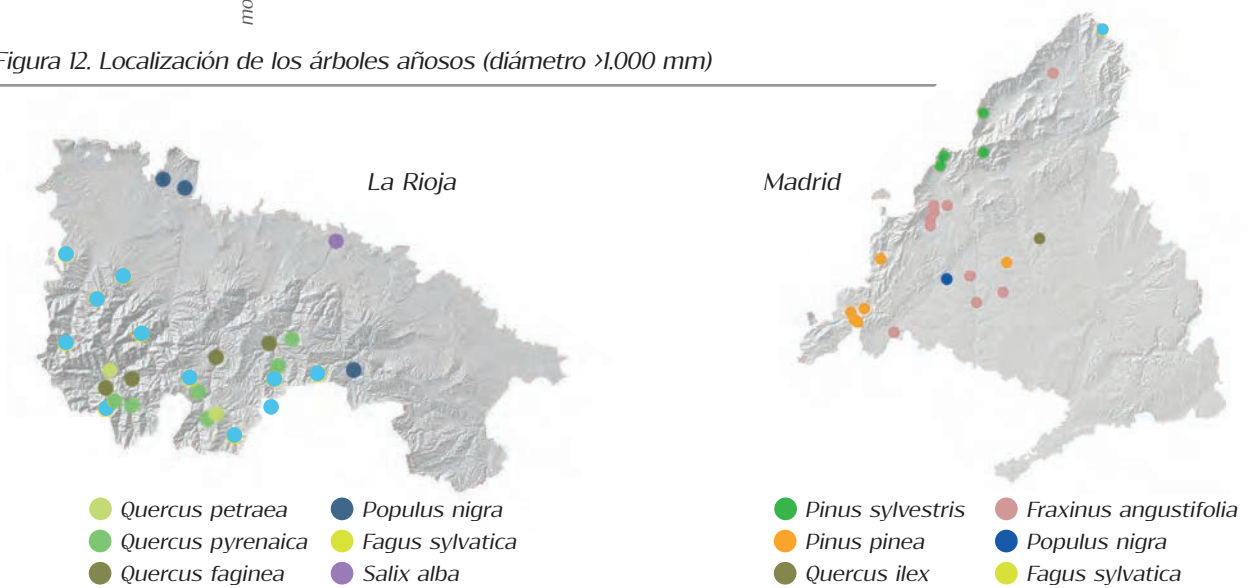 mo
Figura 12. Localización de los árboles añosos (diámetro >1.000 mm)
La Rioja
Madrid
Quercus petraea
Quercus pyrenaica
Quercus faginea
Populus nigra
Fagus sylvatica
Salix alba
Pinus sylvestris
Pinus pinea
Quercus ilex
Fraxinus angustifolia
Populus nigra
Fagus sylvatica